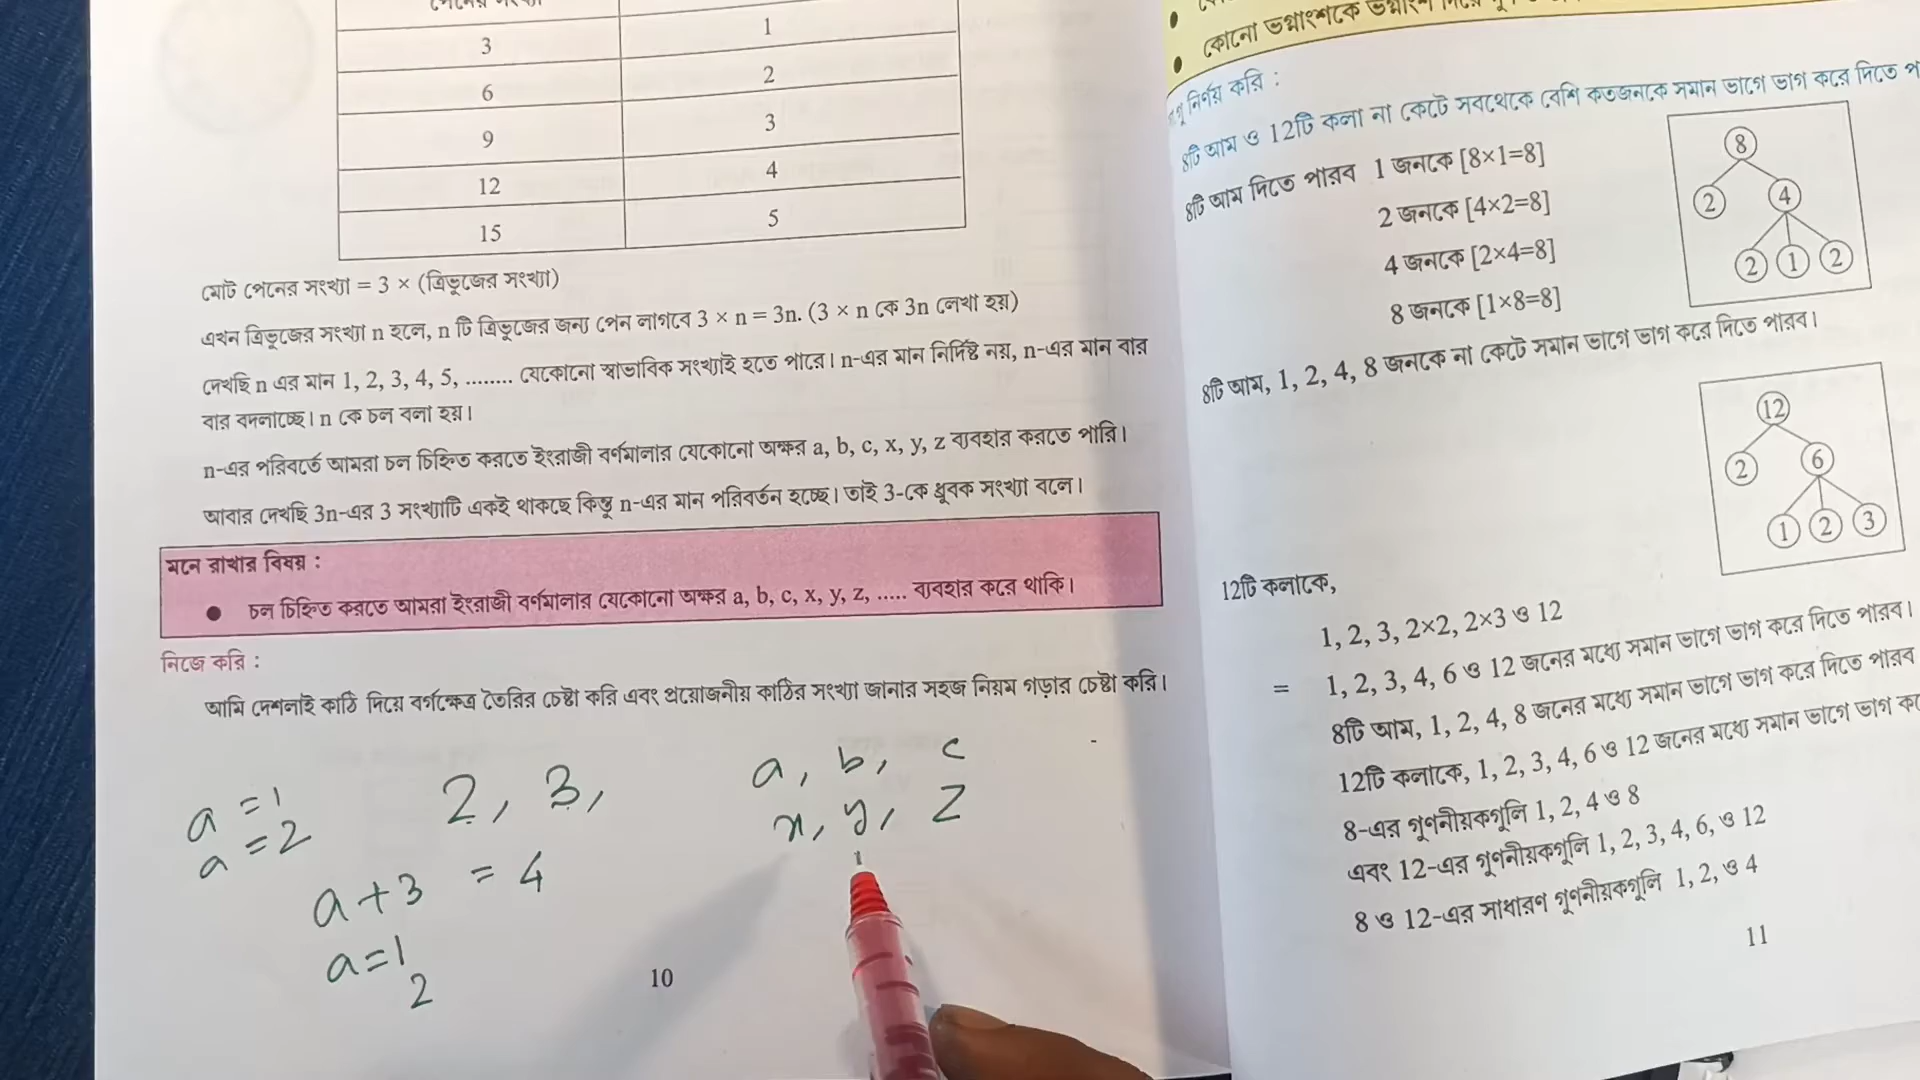 পেনের সংখ্যা
3 1
6 2
9 3
12 4
15 5
মোট পেনের সংখ্যা = 3 × (ত্রিভুজের সংখ্যা)
এখন ত্রিভুজের সংখ্যা n হলে, n টি ত্রিভুজের জন্য পেন লাগবে 3 × n = 3n. (3 × n কে 3n লেখা হয়)
দেখছি n এর মান 1, 2, 3, 4, 5, ........ যেকোনো স্বাভাবিক সংখ্যাই হতে পারে। n-এর মান নির্দিষ্ট নয়, n-এর মান বার
বার বদলাচ্ছে। n কে চল বলা হয়।
n-এর পরিবর্তে আমরা চল চিহ্নিত করতে ইংরাজী বর্ণমালার যেকোনো অক্ষর a, b, c, x, y, z ব্যবহার করতে পারি।
আবার দেখছি 3n-এর 3 সংখ্যাটি একই থাকছে কিন্তু n-এর মান পরিবর্তন হচ্ছে। তাই 3-কে ধ্রুবক সংখ্যা বলে।
মনে রাখার বিষয় :
● চল চিহ্নিত করতে আমরা ইংরাজী বর্ণমালার যেকোনো অক্ষর a, b, c, x, y, z, ..... ব্যবহার করে থাকি।
নিজে করি :
আমি দেশলাই কাঠি দিয়ে বর্গক্ষেত্র তৈরির চেষ্টা করি এবং প্রয়োজনীয় কাঠির সংখ্যা জানার সহজ নিয়ম গড়ার চেষ্টা করি।
a = 1 2, 3, a, b, c
a = 2 x, y, z
a + 3 = 4
a = 1
2
10
● কোনো ভগ্নাংশকে ভগ্নাংশ দিয়ে
নির্ণয় করি :
8টি আম ও 12টি কলা না কেটে সবথেকে বেশি কতজনকে সমান ভাগে ভাগ করে দিতে
8টি আম দিতে পারব 1 জনকে [8×1=8]
2 জনকে [4×2=8]
4 জনকে [2×4=8]
8 জনকে [1×8=8]
8
2 4
2 1 2
8টি আম, 1, 2, 4, 8 জনকে না কেটে সমান ভাগে ভাগ করে দিতে পারব।
12
2 6
1 2 3
12টি কলাকে,
1, 2, 3, 2×2, 2×3 ও 12
= 1, 2, 3, 4, 6 ও 12 জনের মধ্যে সমান ভাগে ভাগ করে দিতে পারব।
8টি আম, 1, 2, 4, 8 জনের মধ্যে সমান ভাগে ভাগ করে দিতে পারব
12টি কলাকে, 1, 2, 3, 4, 6 ও 12 জনের মধ্যে সমান ভাগে ভাগ
8-এর গুণনীয়কগুলি 1, 2, 4 ও 8
এবং 12-এর গুণনীয়কগুলি 1, 2, 3, 4, 6, ও 12
8 ও 12-এর সাধারণ গুণনীয়কগুলি 1, 2, ও 4
11